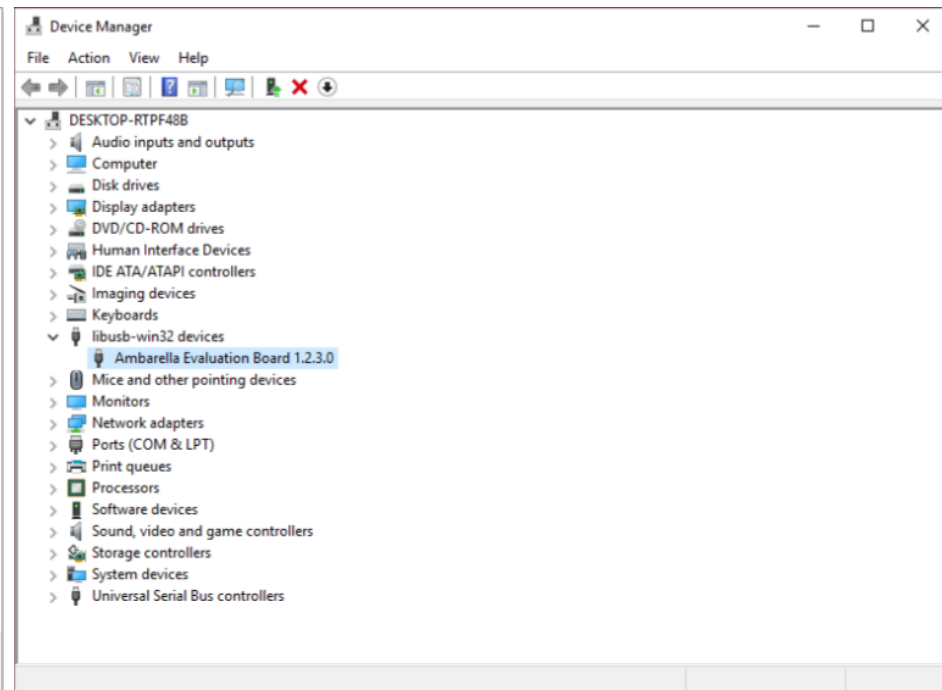 Device Manager
File Action View Help
DESKTOP-RTPF48B
Audio inputs and outputs
Computer
Disk drives
Display adapters
DVD/CD-ROM drives
Human Interface Devices
IDE ATA/ATAPI controllers
Imaging devices
Keyboards
libusb-win32 devices
Ambarella Evaluation Board 1.2.3.0
Mice and other pointing devices
Monitors
Network adapters
Ports (COM & LPT)
Print queues
Processors
Software devices
Sound, video and game controllers
Storage controllers
System devices
Universal Serial Bus controllers